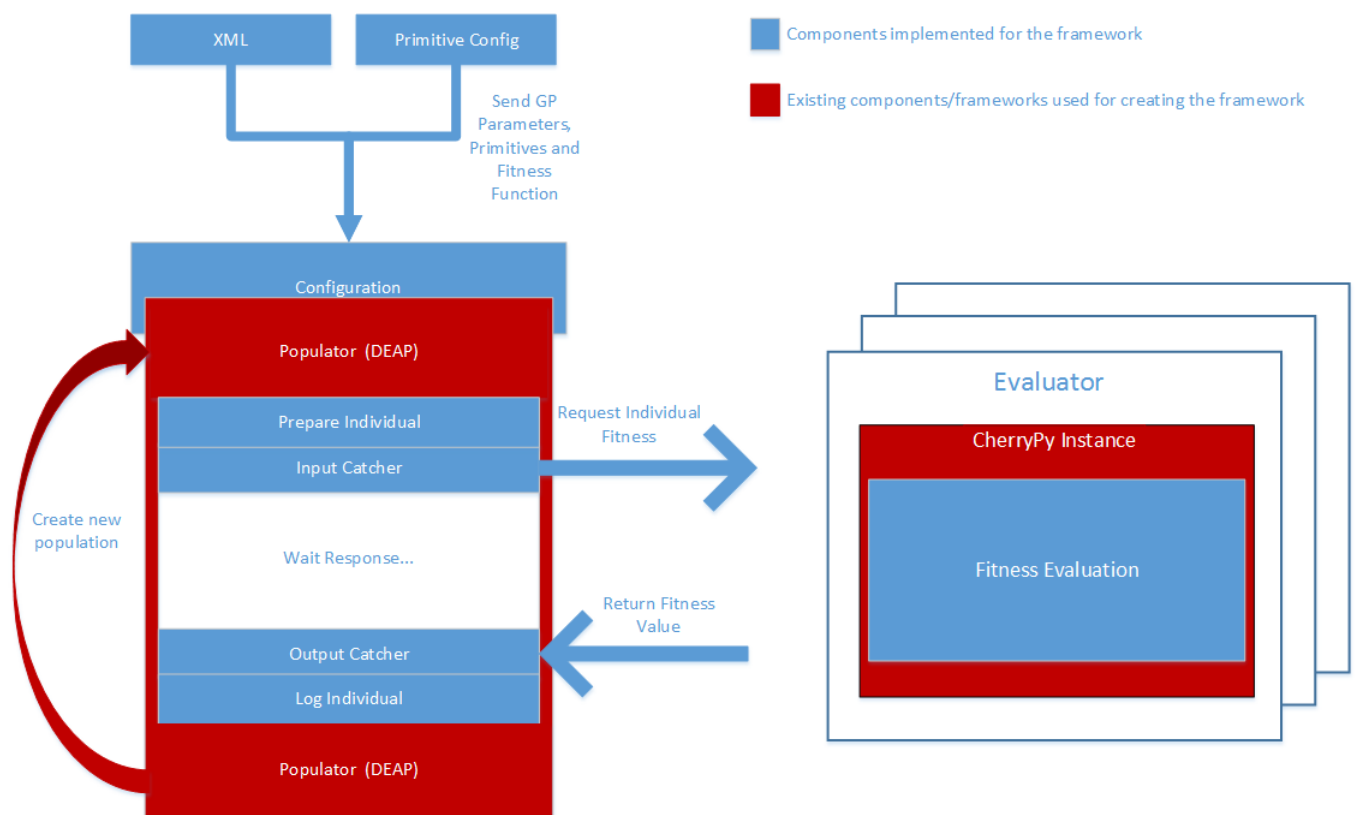 XML
Primitive Config
Components implemented for the framework
Existing components/frameworks used for creating the framework
Send GP
Parameters,
Primitives and
Fitness
Function
Configuration
Populator (DEAP)
Prepare Individual
Input Catcher
Request Individual
Fitness
Create new
population
Wait Response...
Return Fitness
Value
Output Catcher
Log Individual
Populator (DEAP)
Evaluator
CherryPy Instance
Fitness Evaluation